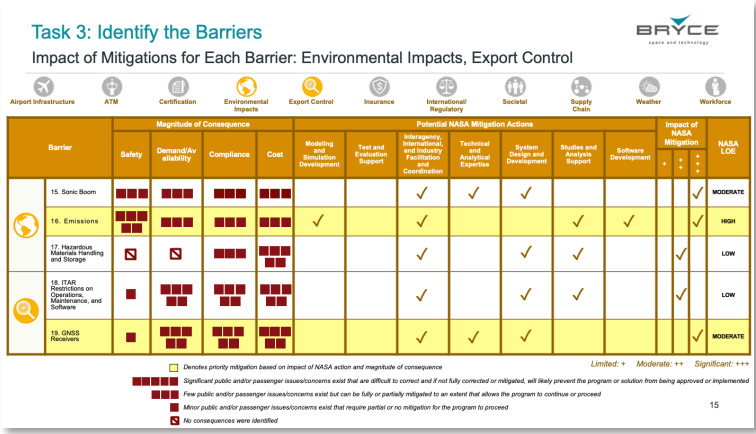 Task 3: Identify the Barriers
BRYCE
space and technology
Impact of Mitigations for Each Barrier: Environmental Impacts, Export Control
Airport Infrastructure
ATM
Certification
Environmental
Impacts
Export Control
Insurance
International/
Regulatory
Societal
Supply
Chain
Weather
Workforce
Barrier
Magnitude of Consequence
Potential NASA Mitigation Actions
Impact of
NASA
Mitigation
NASA
LOE
Safety
Demand/Av
ailability
Compliance
Cost
Modeling
and
Simulation
Development
Test and
Evaluation
Support
Interagency,
International,
and Industry
Facilitation
and
Coordination
Technical
and
Analytical
Expertise
System
Design and
Development
Studies and
Analysis
Support
Software
Development
+
+
+
+
+
+
15. Sonic Boom
✓ ✓ ✓ ✓
MODERATE
16. Emissions
✓ ✓ ✓ ✓ ✓
HIGH
17. Hazardous
Materials Handling
and Storage
✓ ✓ ✓ ✓
LOW
18. ITAR
Restrictions on
Operations,
Maintenance, and
Software
✓ ✓ ✓ ✓
LOW
19. GNSS
Receivers
✓ ✓ ✓ ✓
MODERATE
Denotes priority mitigation based on impact of NASA action and magnitude of consequence
Limited: + Moderate: ++ Significant: +++
Significant public and/or passenger issues/concerns exist that are difficult to correct and if not fully corrected or mitigated, will likely prevent the program or solution from being approved or implemented
Few public and/or passenger issues/concerns exist but can be fully or partially mitigated to an extent that allows the program to continue or proceed
Minor public and/or passenger issues/concerns exist that require partial or no mitigation for the program to proceed
No consequences were identified
15